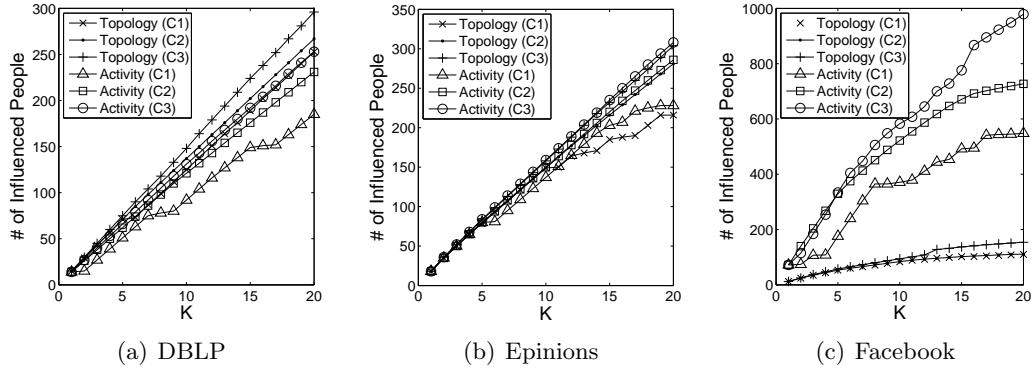 # of Influenced People
300
250
200
150
100
50
0
0
5
10
15
20
K
Topology (C1)
Topology (C2)
Topology (C3)
Activity (C1)
Activity (C2)
Activity (C3)
(a) DBLP
# of Influenced People
350
300
250
200
150
100
50
0
0
5
10
15
20
K
Topology (C1)
Topology (C2)
Topology (C3)
Activity (C1)
Activity (C2)
Activity (C3)
(b) Epinions
# of Influenced People
1000
800
600
400
200
0
0
5
10
15
20
K
Topology (C1)
Topology (C2)
Topology (C3)
Activity (C1)
Activity (C2)
Activity (C3)
(c) Facebook